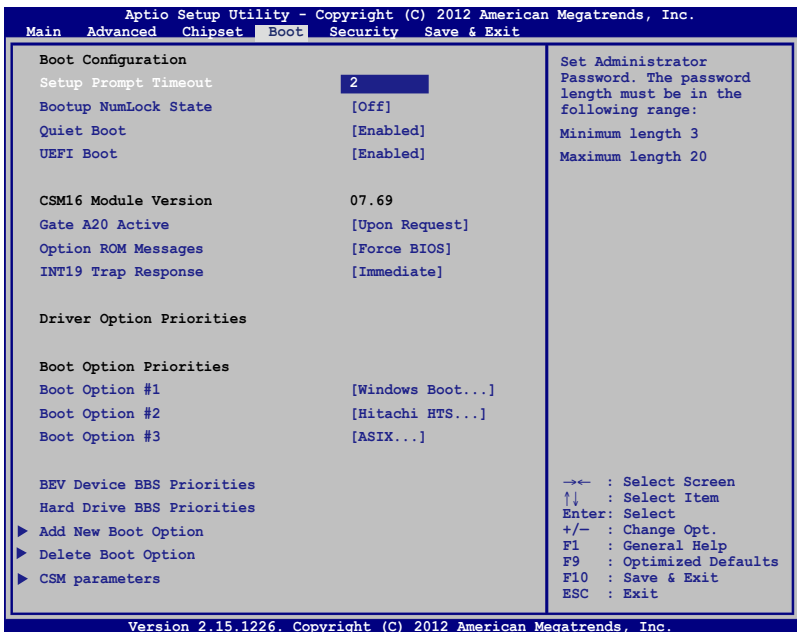 Aptio Setup Utility - Copyright (C) 2012 American Megatrends, Inc.
Main Advanced Chipset Boot Security Save & Exit
Boot Configuration
Setup Prompt Timeout 2
Bootup NumLock State [Off]
Quiet Boot [Enabled]
UEFI Boot [Enabled]
CSM16 Module Version 07.69
Gate A20 Active [Upon Request]
Option ROM Messages [Force BIOS]
INT19 Trap Response [Immediate]
Driver Option Priorities
Boot Option Priorities
Boot Option #1 [Windows Boot...]
Boot Option #2 [Hitachi HTS...]
Boot Option #3 [ASIX...]
BEV Device BBS Priorities
Hard Drive BBS Priorities
▶ Add New Boot Option
▶ Delete Boot Option
▶ CSM parameters
Set Administrator
Password. The password
length must be in the
following range:
Minimum length 3
Maximum length 20
→← : Select Screen
↑↓ : Select Item
Enter: Select
+/— : Change Opt.
F1 : General Help
F9 : Optimized Defaults
F10 : Save & Exit
ESC : Exit
Version 2.15.1226. Copyright (C) 2012 American Megatrends, Inc.